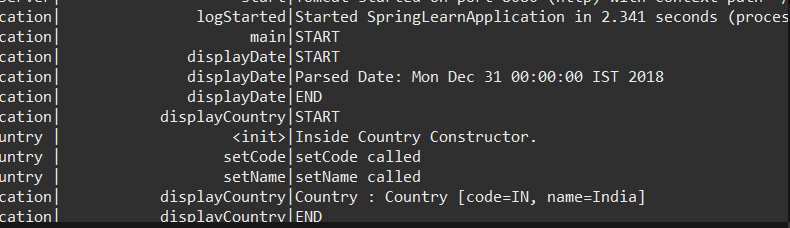 cation| logStarted|Started SpringLearnApplication in 2.341 seconds (proces
cation| main|START
cation| displayDate|START
cation| displayDate|Parsed Date: Mon Dec 31 00:00:00 IST 2018
cation| displayDate|END
cation| displayCountry|START
untry | <init>|Inside Country Constructor.
untry | setCode|setCode called
untry | setName|setName called
cation| displayCountry|Country : Country [code=IN, name=India]
cation| displayCountry|END